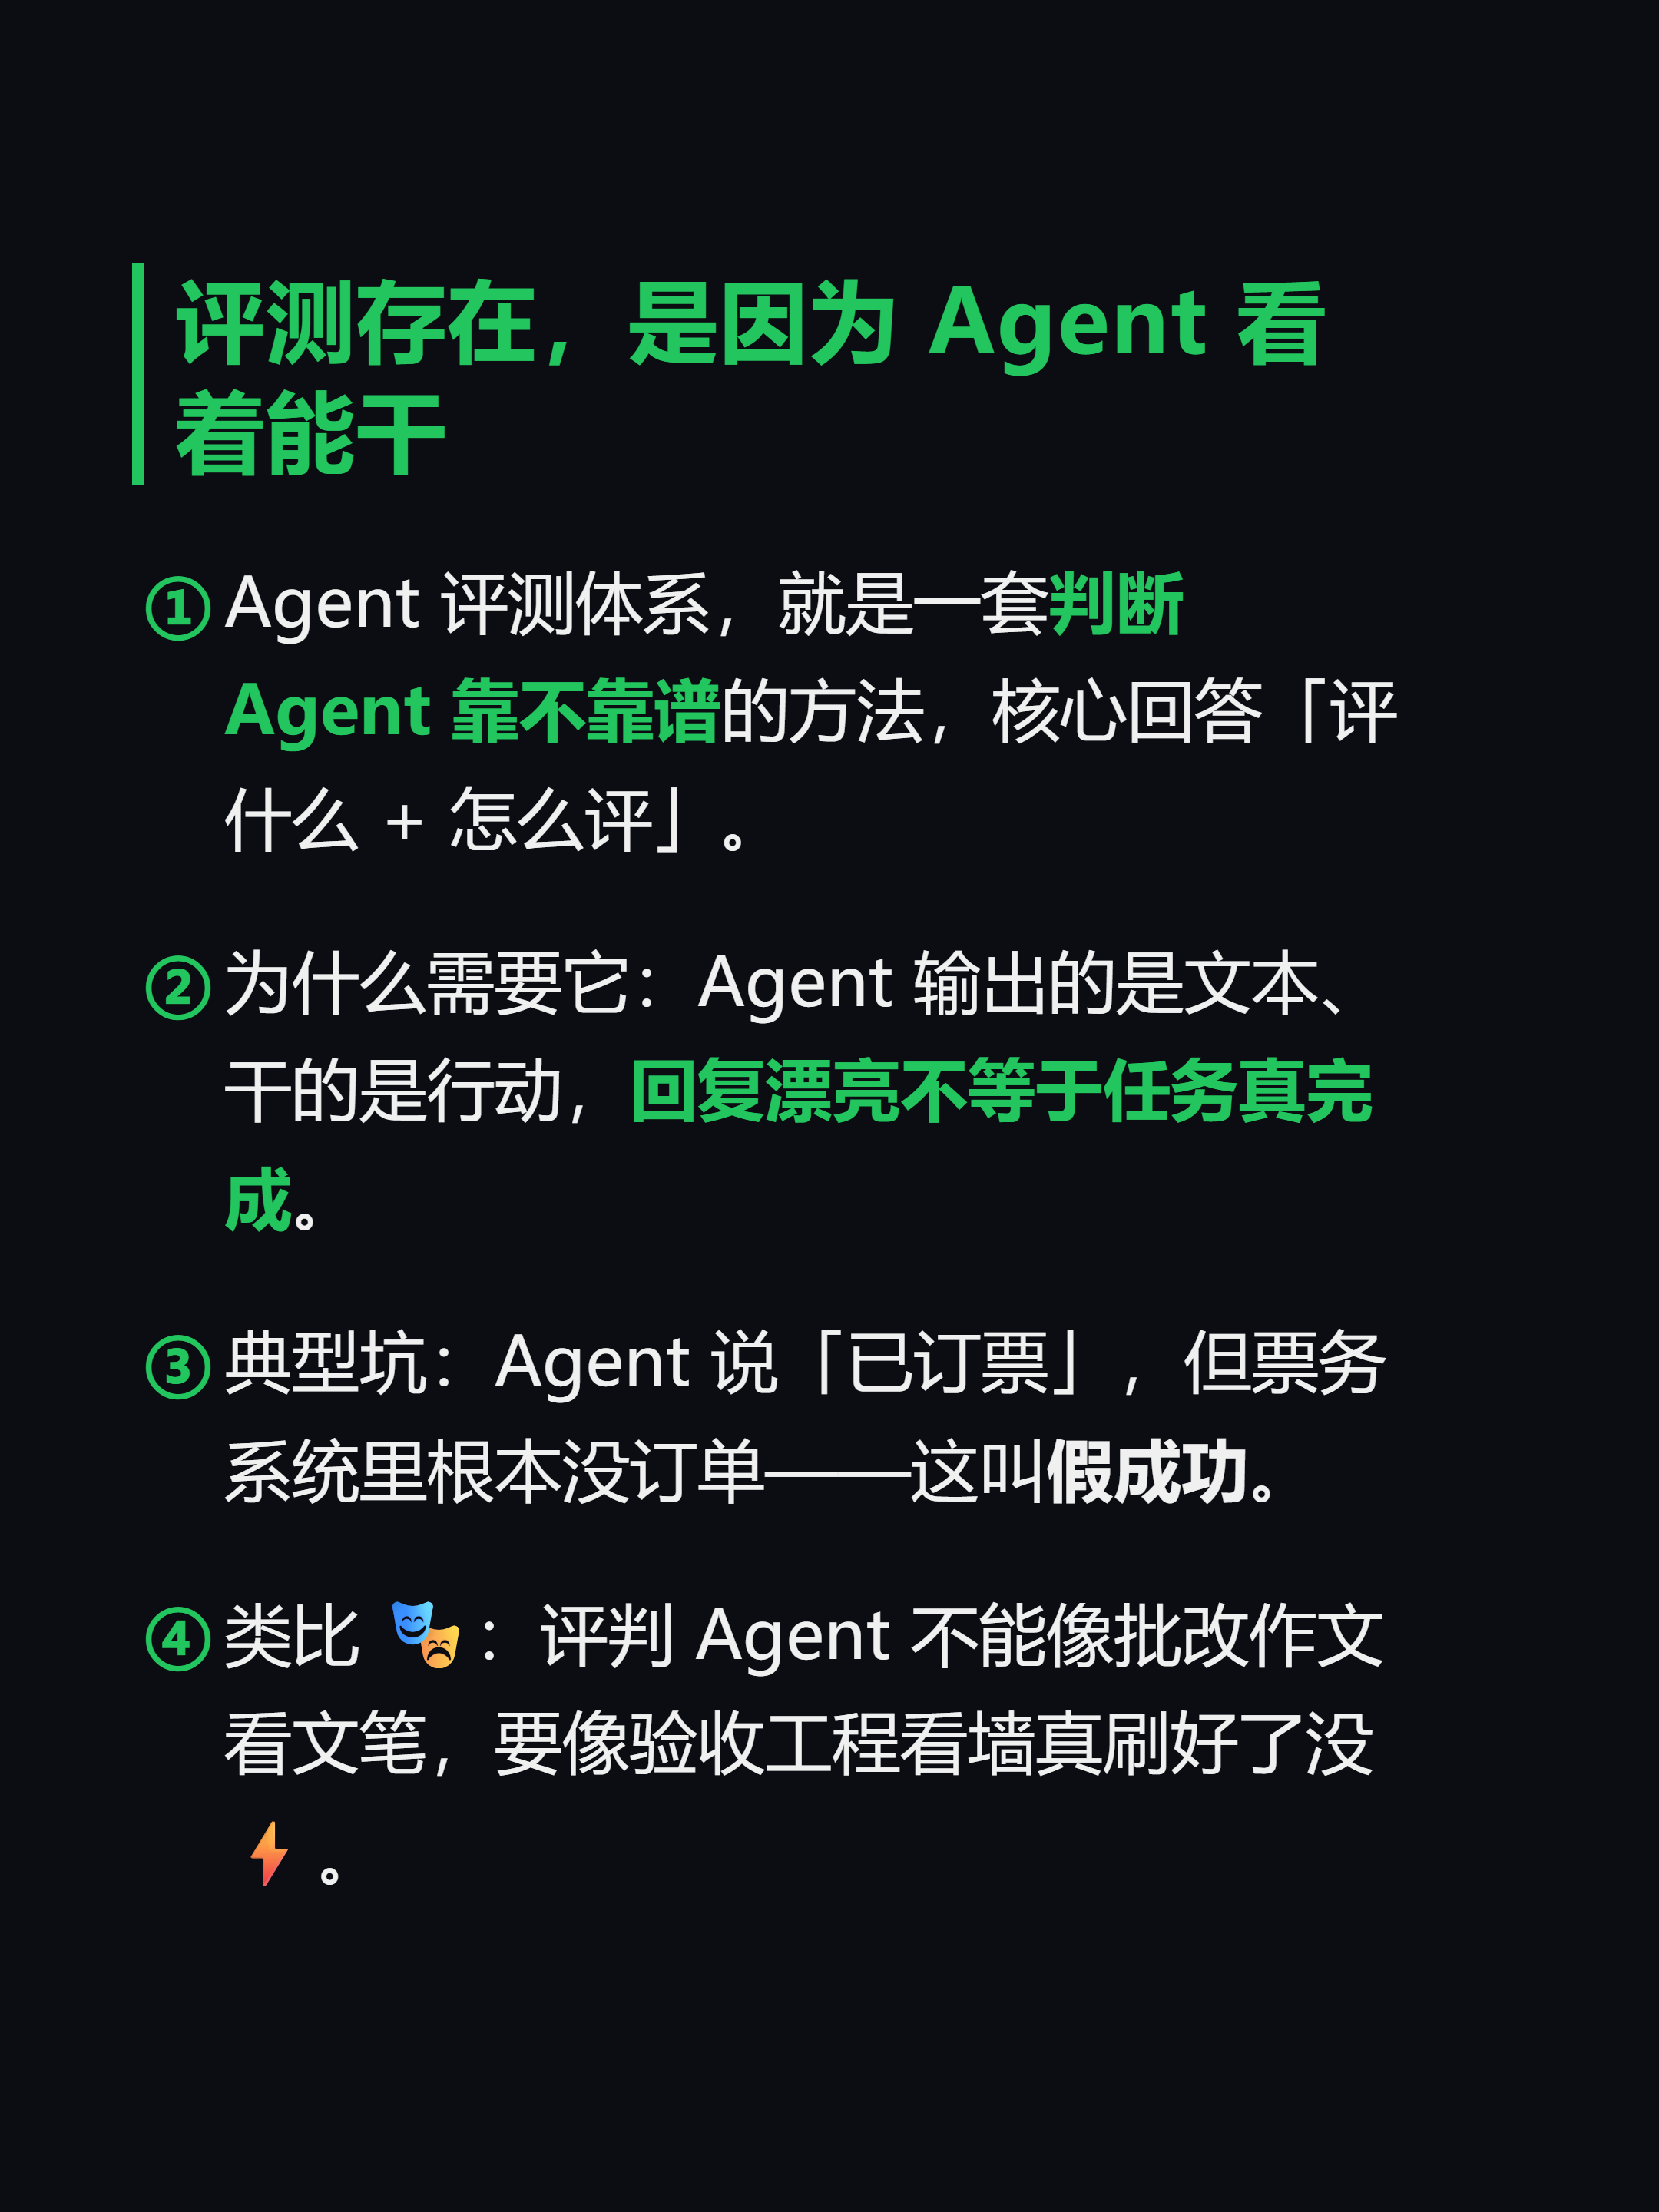 评测存在，是因为 Agent 看
着能干
① Agent 评测体系，就是一套判断
Agent 靠不靠谱的方法，核心回答「评
什么 + 怎么评」。
② 为什么需要它：Agent 输出的是文本、
干的是行动，回复漂亮不等于任务真完
成。
③ 典型坑：Agent 说「已订票」，但票务
系统里根本没订单——这叫假成功。
④ 类比 🎭：评判 Agent 不能像批改作文
看文笔，要像验收工程看墙真刷好了没
⚡。